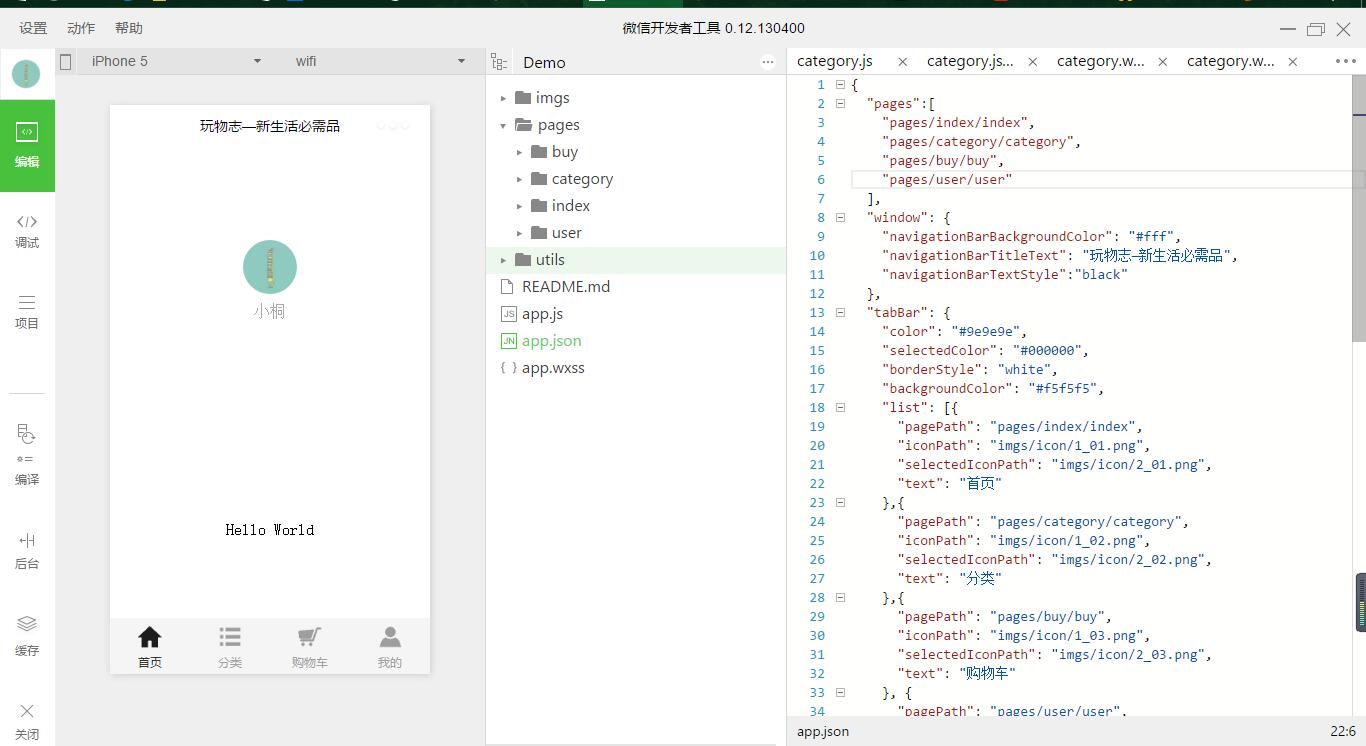 设置 动作 帮助
微信开发者工具 0.12.130400
iPhone 5
wifi
编辑
调试
项目
编译
后台
缓存
关闭
玩物志—新生活必需品
小桐
Hello World
首页
分类
购物车
我的
Demo
imgs
pages
buy
category
index
user
utils
README.md
JS app.js
JN app.json
{ } app.wxss
category.js
category.js...
category.w...
category.w...
1 {
2 "pages":[
3 "pages/index/index",
4 "pages/category/category",
5 "pages/buy/buy",
6 "pages/user/user"
7 ],
8 "window": {
9 "navigationBarBackgroundColor": "#fff",
10 "navigationBarTitleText": "玩物志—新生活必需品",
11 "navigationBarTextStyle":"black"
12 },
13 "tabBar": {
14 "color": "#9e9e9e",
15 "selectedColor": "#000000",
16 "borderStyle": "white",
17 "backgroundColor": "#f5f5f5",
18 "list": [{
19 "pagePath": "pages/index/index",
20 "iconPath": "imgs/icon/1_01.png",
21 "selectedIconPath": "imgs/icon/2_01.png",
22 "text": "首页"
23 },{
24 "pagePath": "pages/category/category",
25 "iconPath": "imgs/icon/1_02.png",
26 "selectedIconPath": "imgs/icon/2_02.png",
27 "text": "分类"
28 },{
29 "pagePath": "pages/buy/buy",
30 "iconPath": "imgs/icon/1_03.png",
31 "selectedIconPath": "imgs/icon/2_03.png",
32 "text": "购物车"
33 }, {
34 "pagePath": "pages/user/user",
app.json
22:6